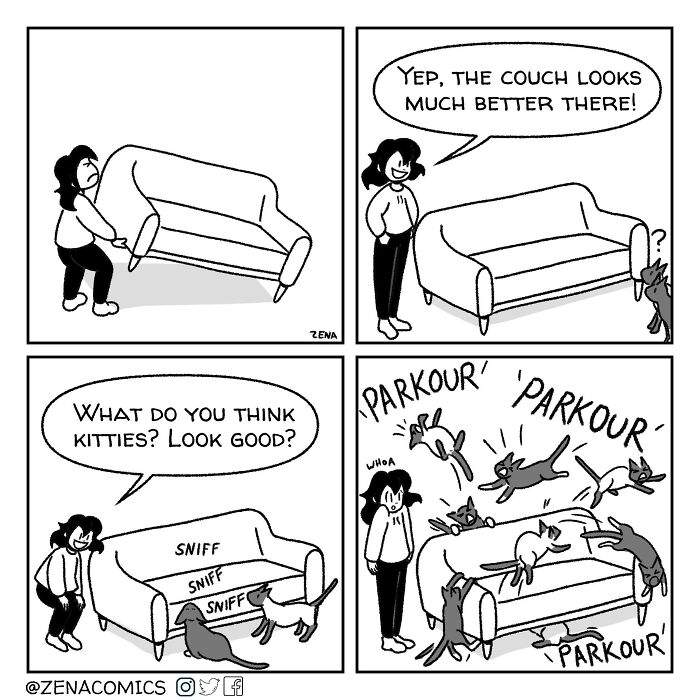 ZENA
YEP, THE COUCH LOOKS
MUCH BETTER THERE!
?
WHAT DO YOU THINK
KITTIES? LOOK GOOD?
SNIFF
SNIFF
SNIFF
PARKOUR
PARKOUR
WHOA
PARKOUR
@ZENACOMICS